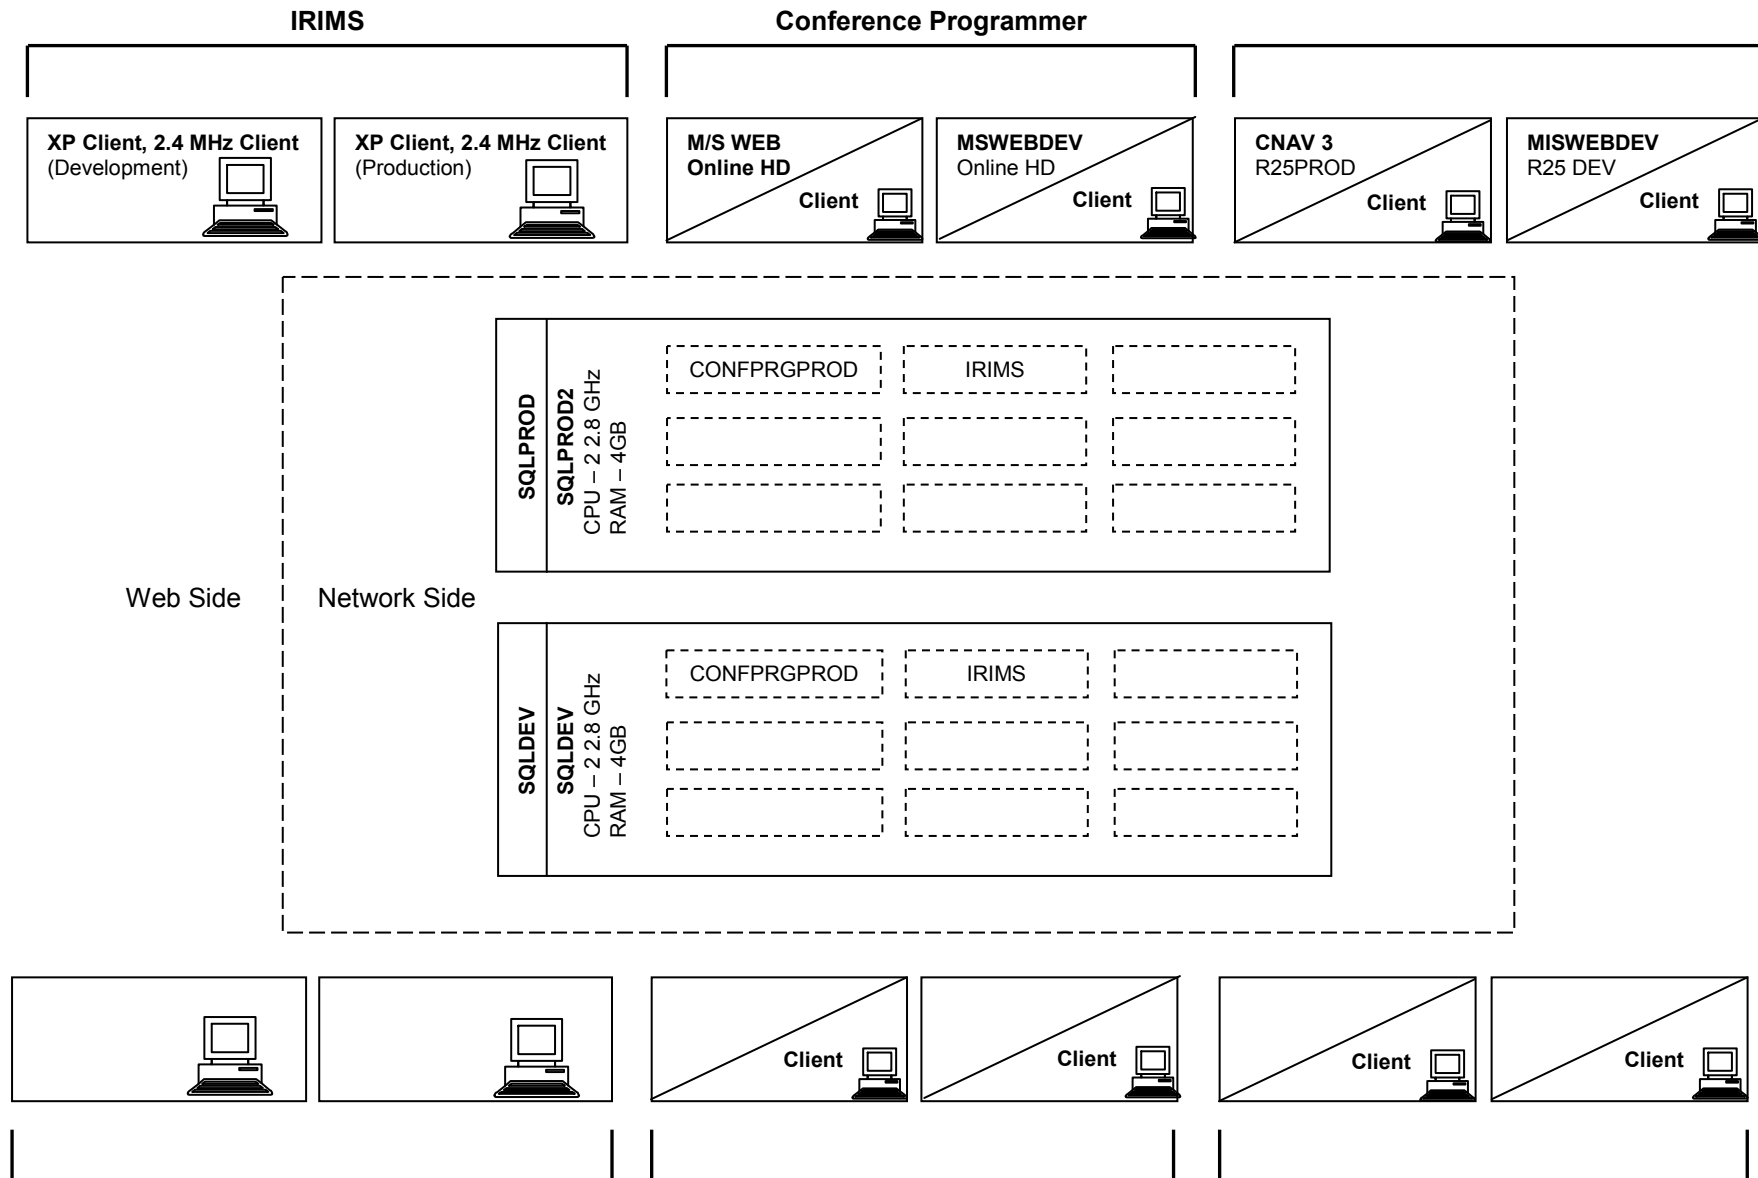 IRIMS
Conference Programmer
XP Client, 2.4 MHz Client
(Development)
XP Client, 2.4 MHz Client
(Production)
M/S WEB
Online HD
Client
MSWEBDEV
Online HD
Client
CNAV 3
R25PROD
Client
MISWEBDEV
R25 DEV
Client
SQLPROD
SQLPROD2
CPU – 2 2.8 GHz
RAM – 4GB
CONFPRGPROD
IRIMS
Web Side
Network Side
SQLDEV
SQLDEV
CPU – 2 2.8 GHz
RAM – 4GB
CONFPRGPROD
IRIMS
Client
Client
Client
Client